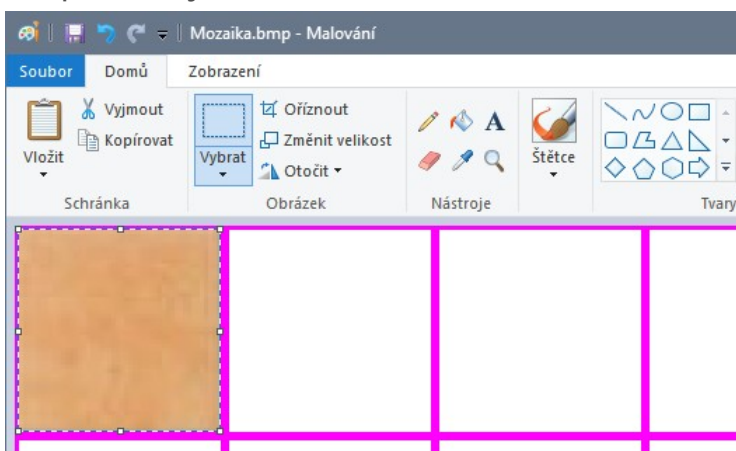 Mozaika.bmp - Malování
Soubor Domů Zobrazení
Vložit
Vyjmout
Kopírovat
Schránka
Vybrat
Oříznout
Změnit velikost
Otočit
Obrázek
A
Nástroje
Štětce
Tvary